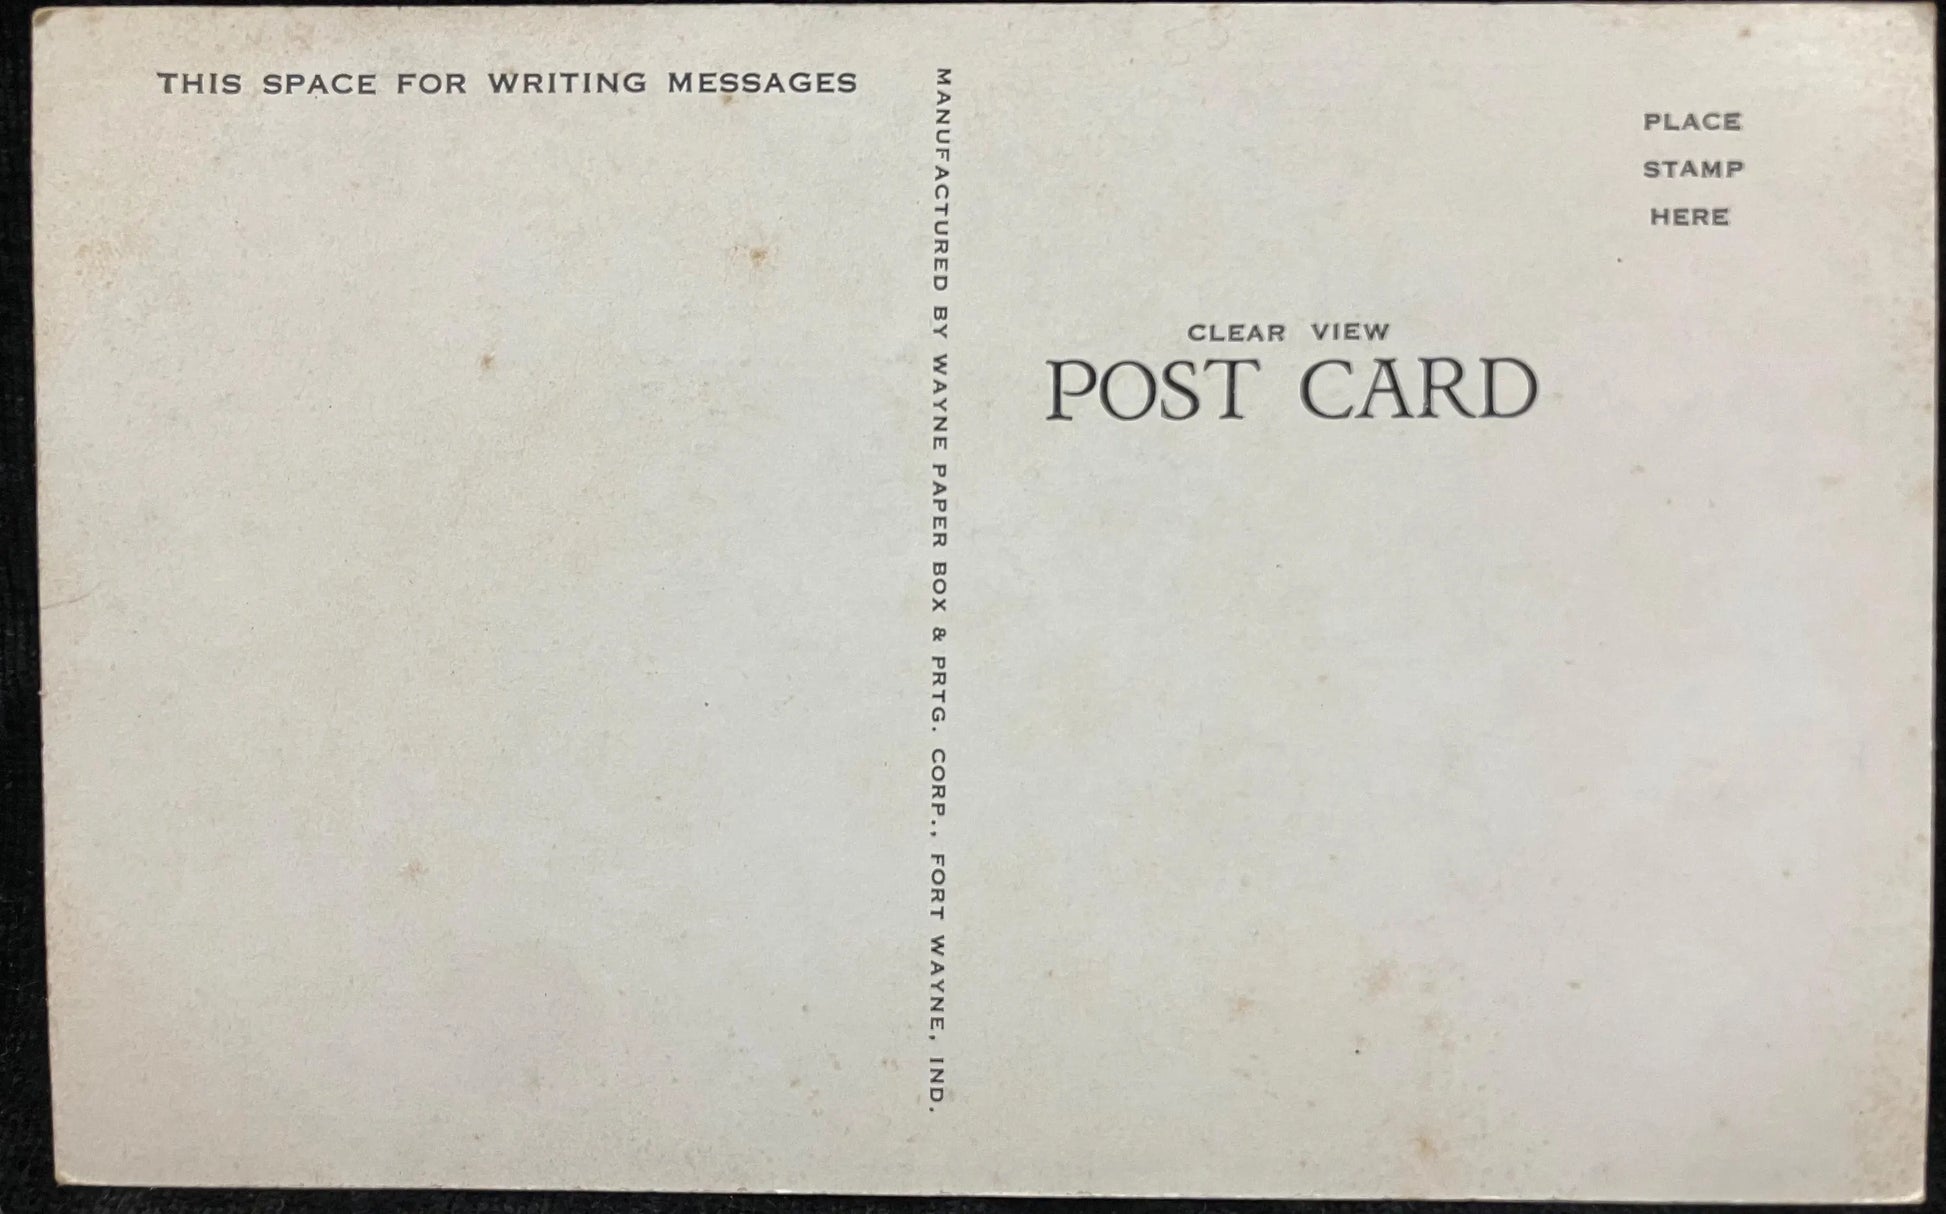 THIS SPACE FOR WRITING MESSAGES
MANUFACTURED BY WAYNE PAPER BOX & PRTG. CORP., FORT WAYNE, IND.
PLACE
STAMP
HERE
CLEAR VIEW
POST CARD